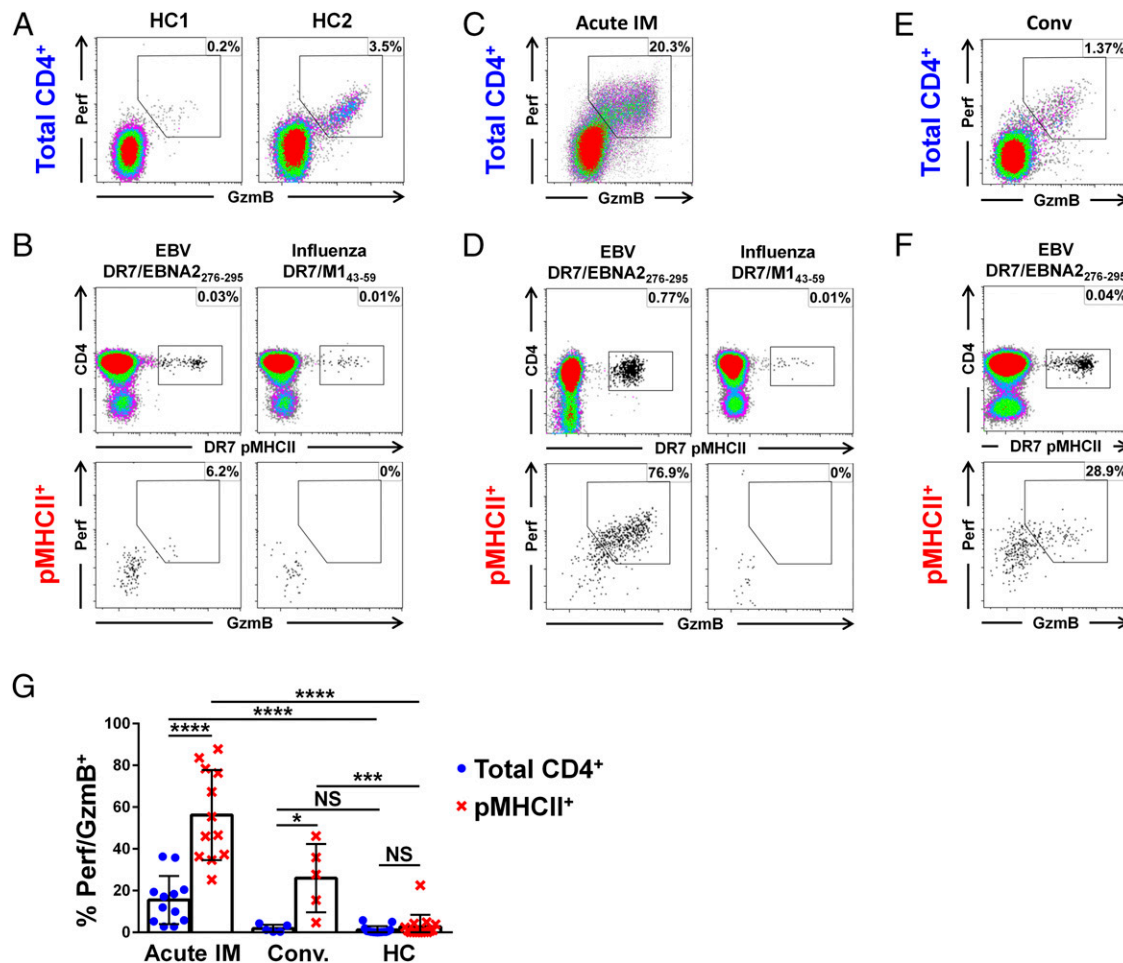 A
HC1
HC2
0.2%
3.5%
Total CD4+
Perf
GzmB
B
EBV
DR7/EBNA2276-295
Influenza
DR7/M143-59
0.03%
0.01%
CD4
DR7 pMHCII
6.2%
0%
pMHCII+
Perf
GzmB
C
Acute IM
20.3%
Total CD4+
Perf
GzmB
D
EBV
DR7/EBNA2276-295
Influenza
DR7/M143-59
0.77%
0.01%
CD4
DR7 pMHCII
76.9%
0%
pMHCII+
Perf
GzmB
E
Conv
1.37%
Total CD4+
Perf
GzmB
F
EBV
DR7/EBNA2276-295
0.04%
CD4
DR7 pMHCII
28.9%
pMHCII+
Perf
GzmB
G
****
****
****
***
NS
*
NS
% Perf/GzmB+
100
80
60
40
20
0
Acute IM
Conv.
HC
Total CD4+
pMHCII+